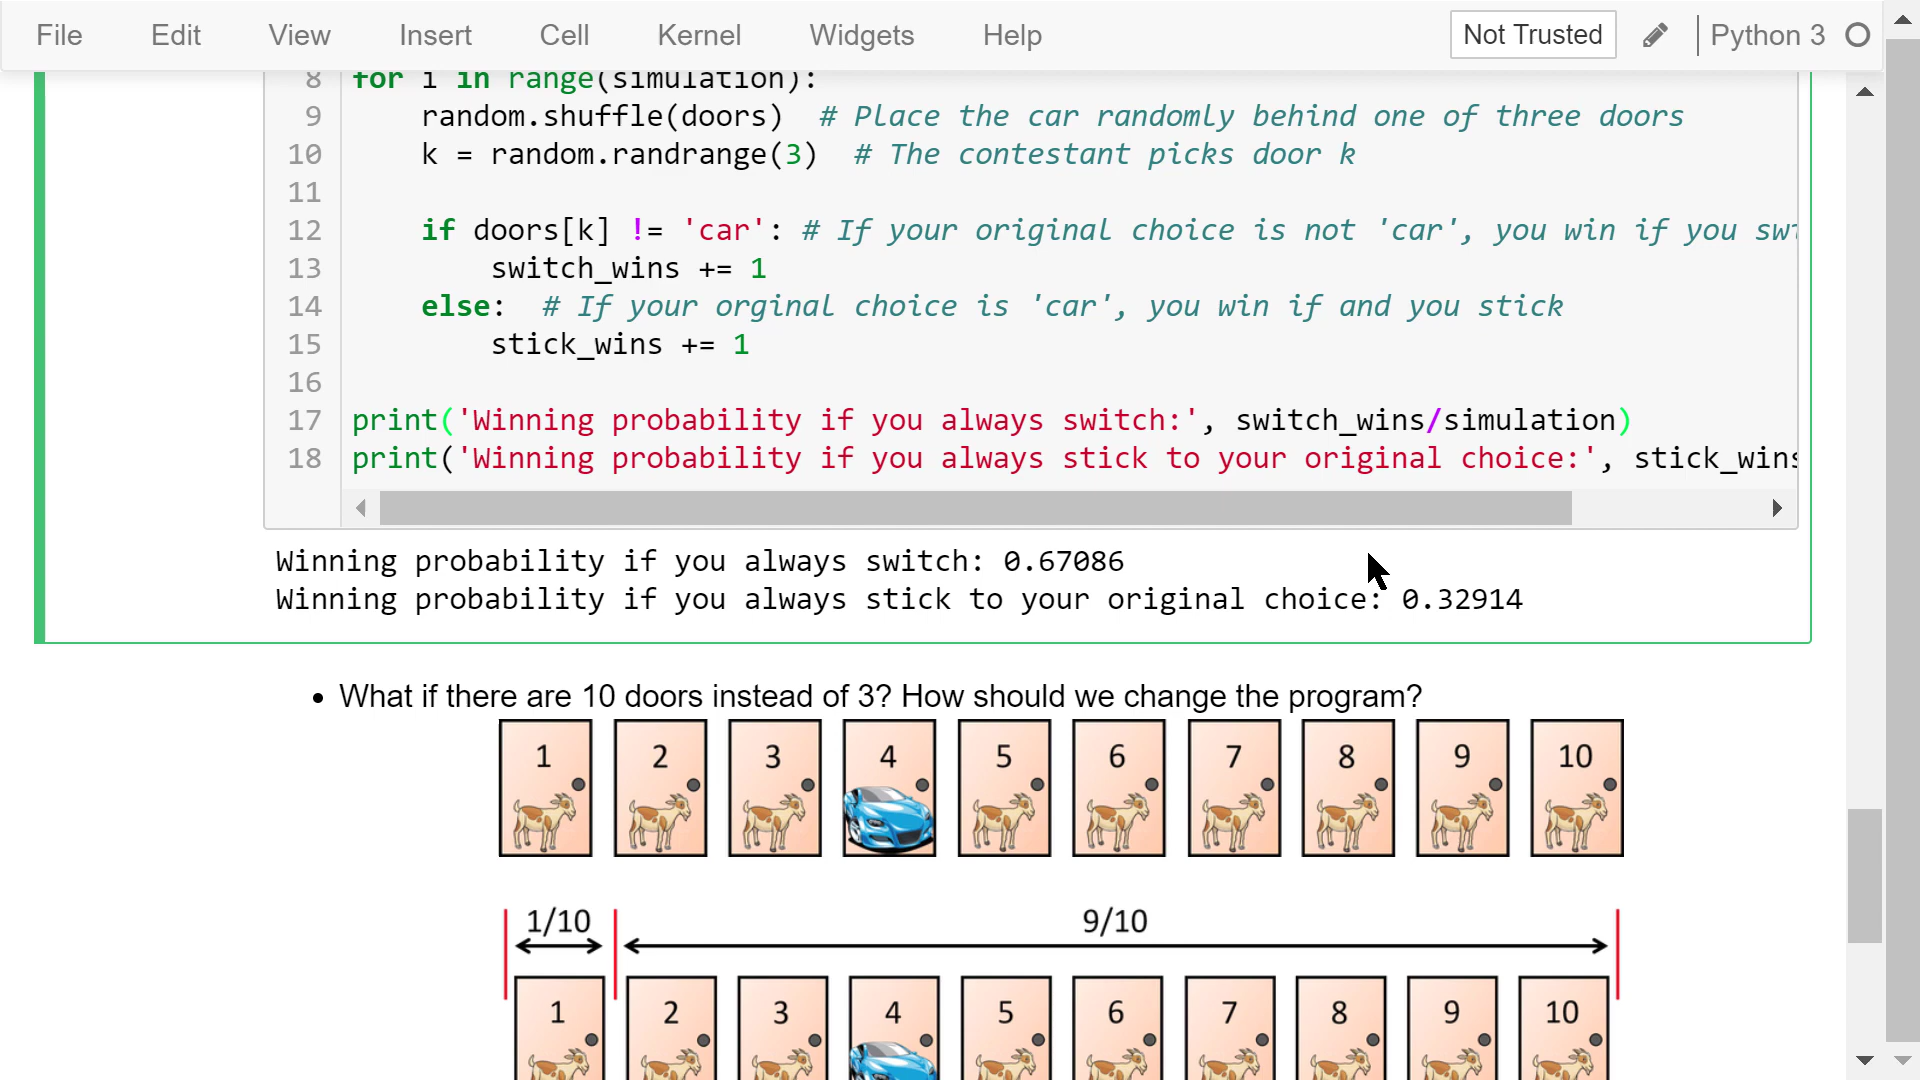 File Edit View Insert Cell Kernel Widgets Help Not Trusted Python 3
8 for i in range(simulation):
9 random.shuffle(doors) # Place the car randomly behind one of three doors
10 k = random.randrange(3) # The contestant picks door k
11
12 if doors[k] != 'car': # If your original choice is not 'car', you win if you
13 switch_wins += 1
14 else: # If your orginal choice is 'car', you win if and you stick
15 stick_wins += 1
16
17 print('Winning probability if you always switch:', switch_wins/simulation)
18 print('Winning probability if you always stick to your original choice:', stick_wins
Winning probability if you always switch: 0.67086
Winning probability if you always stick to your original choice: 0.32914
• What if there are 10 doors instead of 3? How should we change the program?
1 2 3 4 5 6 7 8 9 10
1/10 9/10
1 2 3 4 5 6 7 8 9 10